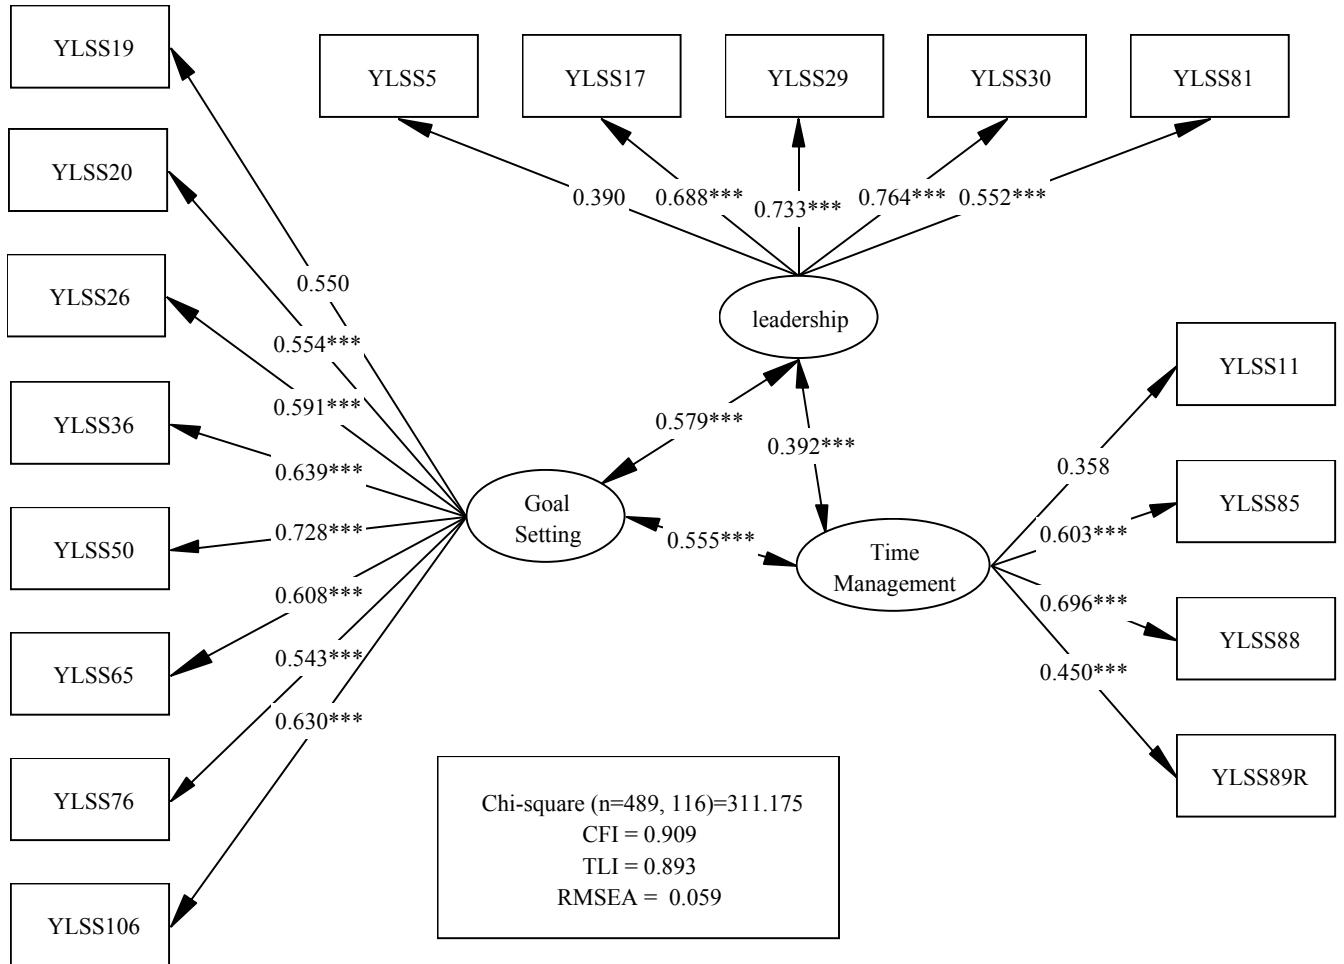 YLSS19
YLSS20
YLSS26
YLSS36
YLSS50
YLSS65
YLSS76
YLSS106
YLSS5
YLSS17
YLSS29
YLSS30
YLSS81
0.390
0.688***
0.733***
0.764***
0.552***
0.550
0.554***
0.591***
0.639***
0.728***
0.608***
0.543***
0.630***
leadership
0.579***
0.392***
0.555***
Goal
Setting
Time
Management
0.358
0.603***
0.696***
0.450***
YLSS11
YLSS85
YLSS88
YLSS89R
Chi-square (n=489, 116)=311.175
CFI = 0.909
TLI = 0.893
RMSEA =  0.059